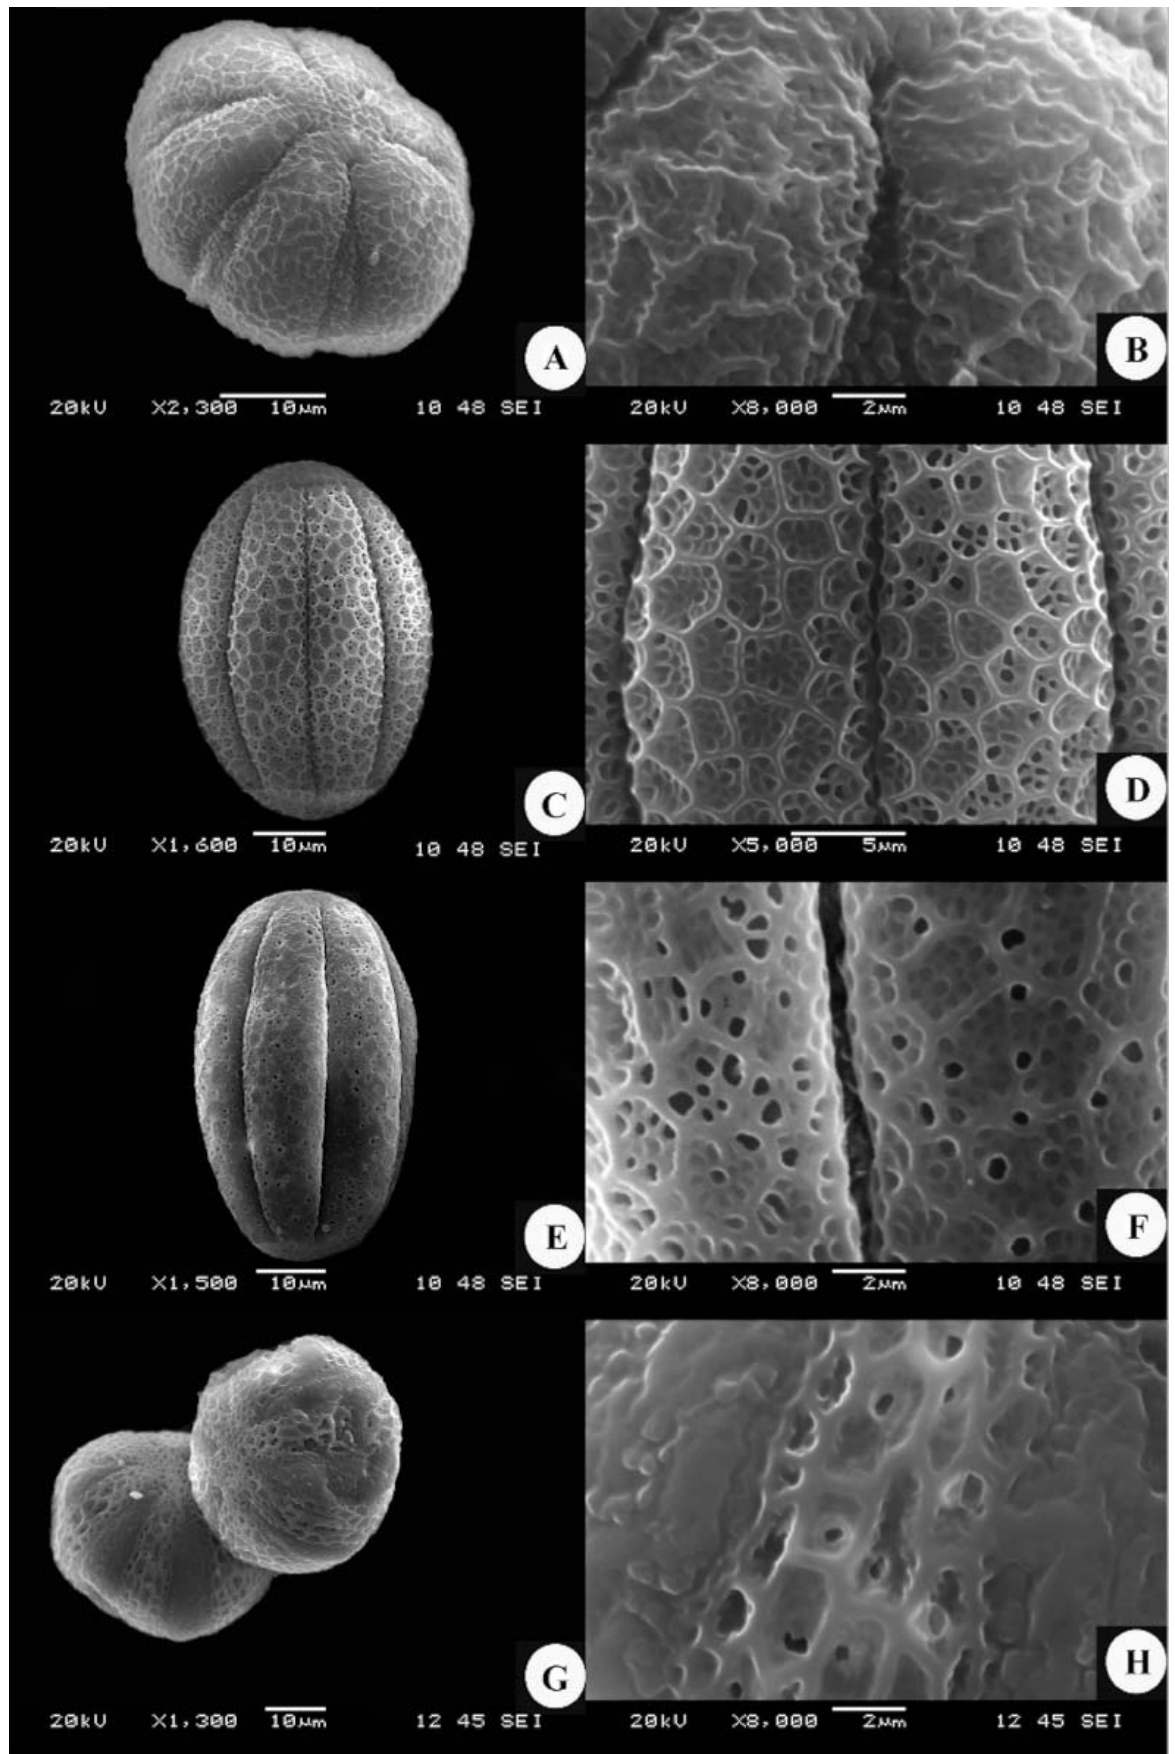 A
B
20kV X2,300 10µm 10 48 SEI
20kV X8,000 2µm 10 48 SEI
C
D
20kV X1,600 10µm 10 48 SEI
20kV X5,000 5µm 10 48 SEI
E
F
20kV X1,500 10µm 10 48 SEI
20kV X8,000 2µm 10 48 SEI
G
H
20kV X1,300 10µm 12 45 SEI
20kV X8,000 2µm 12 45 SEI